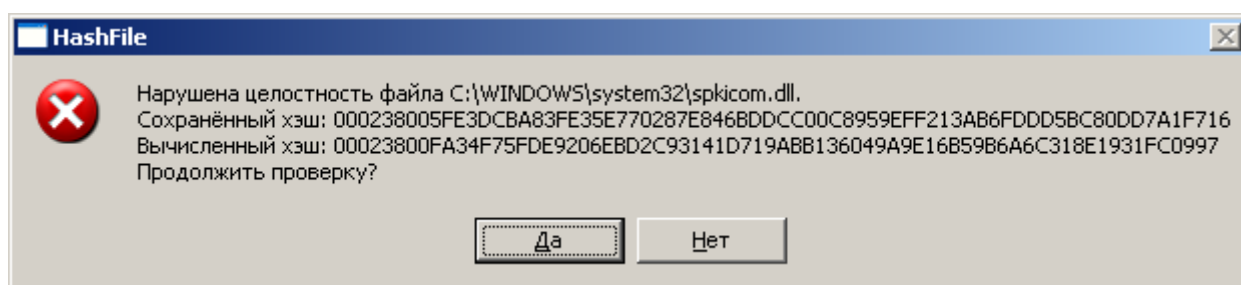 HashFile
Нарушена целостность файла C:\WINDOWS\system32\spkicom.dll.
Сохранённый хэш: 000238005FE3DCBA83FE35E770287E846BDDCC00C8959EFF213AB6FDDD5BC80DD7A1F716
Вычисленный хэш: 00023800FA34F75FDE9206EBD2C93141D719ABB136049A9E16B59B6A6C318E1931FC0997
Продолжить проверку?
Да Нет